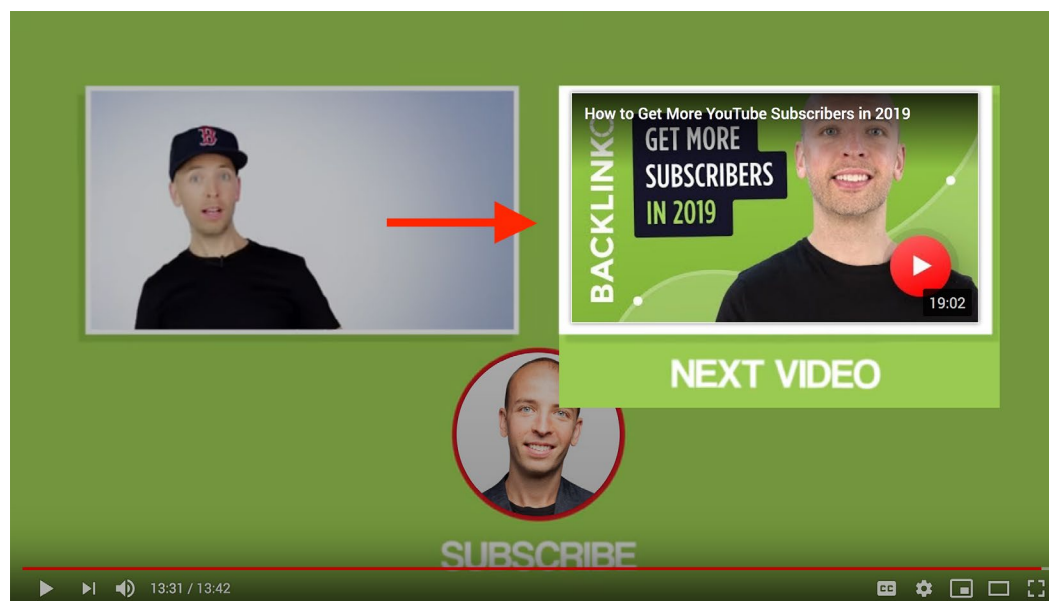 How to Get More YouTube Subscribers in 2019
BACKLINKO
GET MORE
SUBSCRIBERS
IN 2019
19:02
B
NEXT VIDEO
SUBSCRIBE
13:31 / 13:42
CC